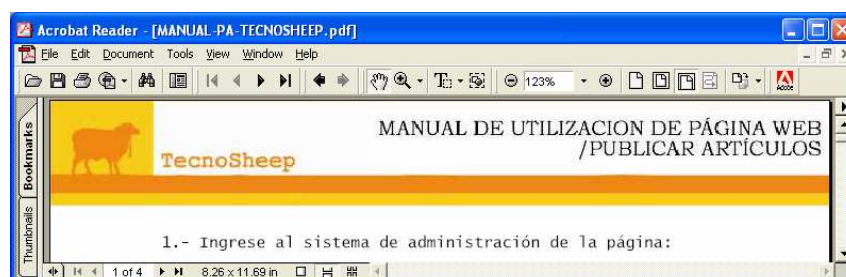 Acrobat Reader - [MANUAL-PA-TECNOSHEEP.pdf]
File Edit Document Tools View Window Help
123%
Adobe
Bookmarks
Thumbnails
MANUAL DE UTILIZACION DE PÁGINA WEB
/PUBLICAR ARTÍCULOS
TecnoSheep
1.- Ingrese al sistema de administración de la página:
1 of 4 8.26 x 11.69 in